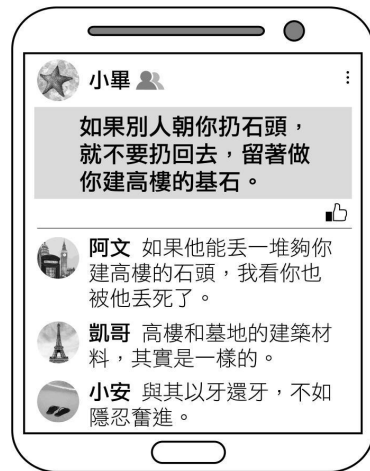 小畢
如果別人朝你扔石頭，
就不要扔回去，留著做
你建高樓的基石。
阿文 如果他能丟一堆夠你
建高樓的石頭，我看你也
被他丟死了。
凱哥 高樓和墓地的建築材
料，其實是一樣的。
小安 與其以牙還牙，不如
隱忍奮進。